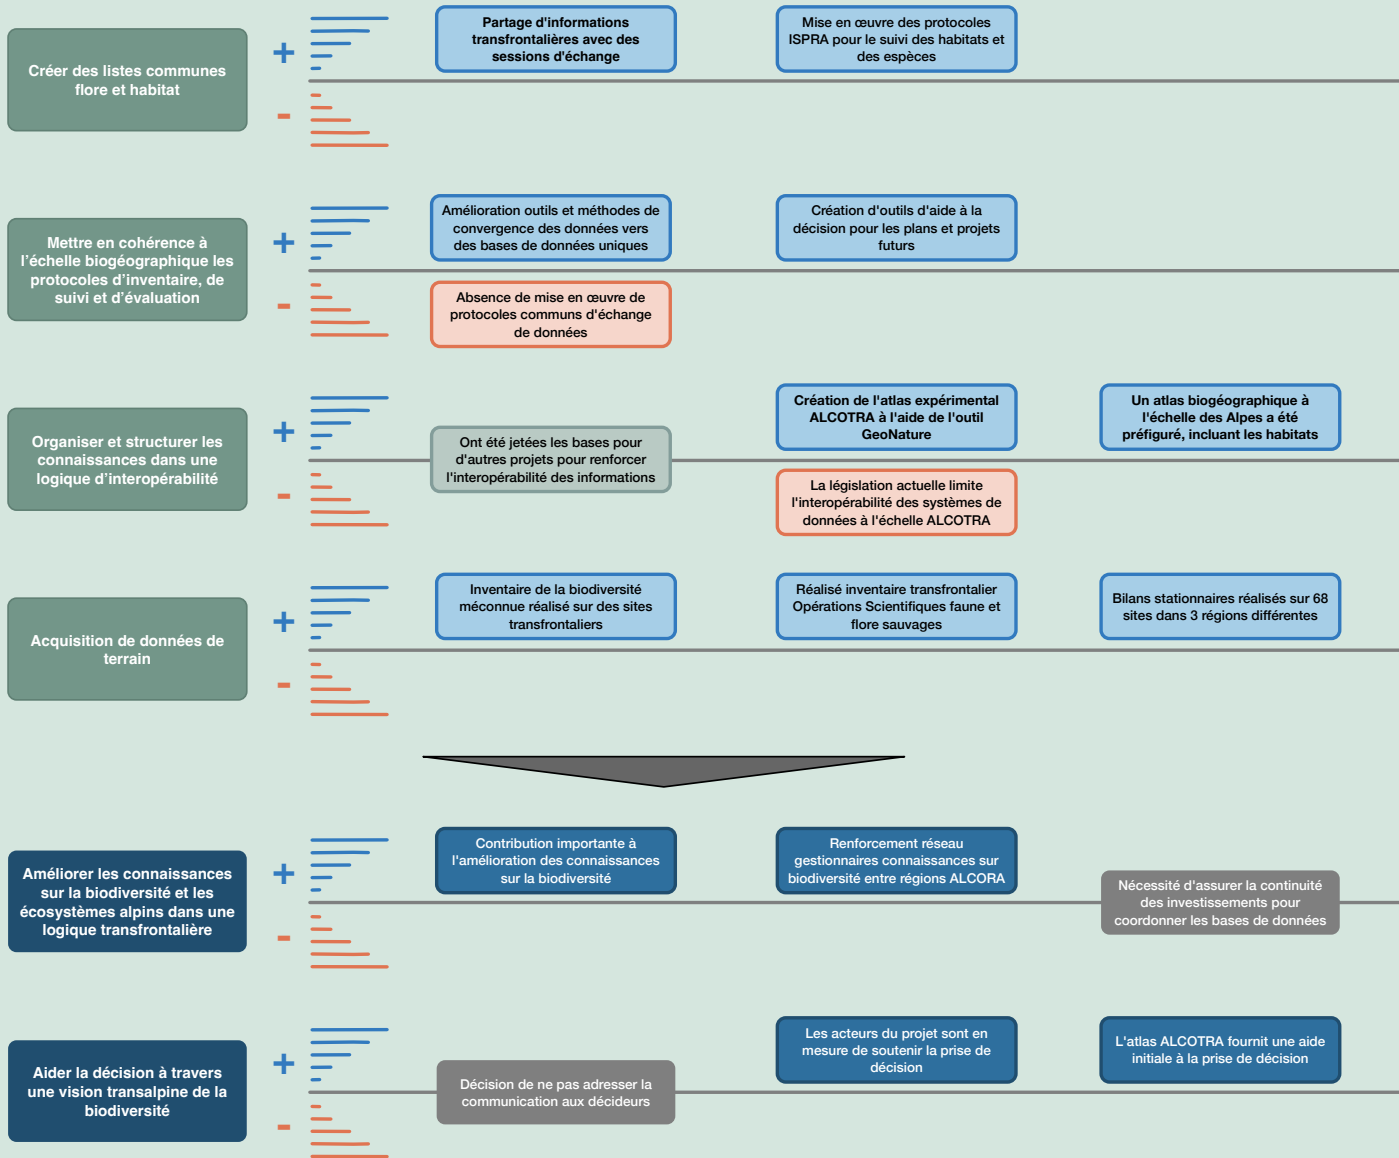 Créer des listes communes
flore et habitat
+
-
Partage d'informations
transfrontalières avec des
sessions d'échange
Mise en œuvre des protocoles
ISPRA pour le suivi des habitats et
des espèces
Mettre en cohérence à
l'échelle biogéographique les
protocoles d'inventaire, de
suivi et d'évaluation
+
-
Amélioration outils et méthodes de
convergence des données vers
des bases de données uniques
Création d'outils d'aide à la
décision pour les plans et projets
futurs
Absence de mise en œuvre de
protocoles communs d'échange
de données
Organiser et structurer les
connaissances dans une
logique d'interopérabilité
+
-
Ont été jetées les bases pour
d'autres projets pour renforcer
l'interopérabilité des informations
Création de l'atlas expérimental
ALCOTRA à l'aide de l'outil
GeoNature
Un atlas biogéographique à
l'échelle des Alpes a été
préfiguré, incluant les habitats
La législation actuelle limite
l'interopérabilité des systèmes de
données à l'échelle ALCOTRA
Acquisition de données de
terrain
+
-
Inventaire de la biodiversité
méconnue réalisé sur des sites
transfrontaliers
Réalisé inventaire transfrontalier
Opérations Scientifiques faune et
flore sauvages
Bilans stationnaires réalisés sur 68
sites dans 3 régions différentes
Améliorer les connaissances
sur la biodiversité et les
écosystèmes alpins dans une
logique transfrontalière
+
-
Contribution importante à
l'amélioration des connaissances
sur la biodiversité
Renforcement réseau
gestionnaires connaissances sur
biodiversité entre régions ALCORA
Nécessité d'assurer la continuité
des investissements pour
coordonner les bases de données
Aider la décision à travers
une vision transalpine de la
biodiversité
+
-
Décision de ne pas adresser la
communication aux décideurs
Les acteurs du projet sont en
mesure de soutenir la prise de
décision
L'atlas ALCOTRA fournit une aide
initiale à la prise de décision